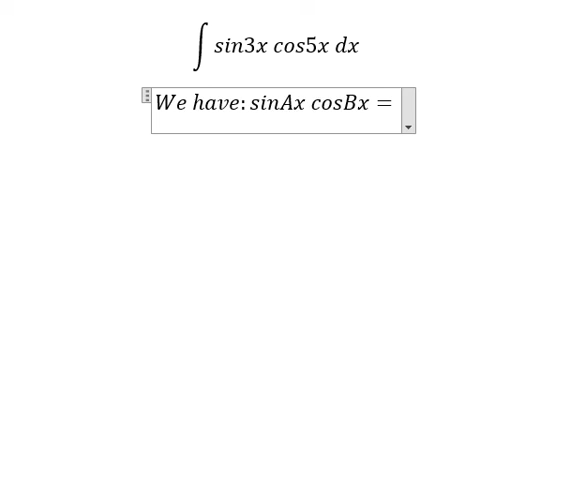 ∫ sin3x cos5x dx
We have: sinAx cosBx =